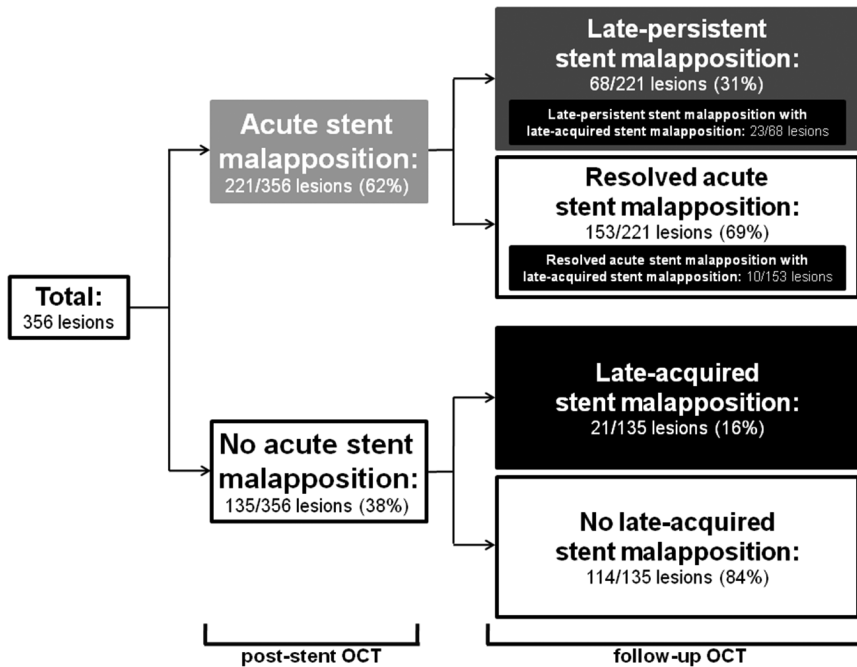 Total:
356 lesions
Acute stent
malapposition:
221/356 lesions (62%)
No acute stent
malapposition:
135/356 lesions (38%)
Late-persistent
stent malapposition:
68/221 lesions (31%)
Late-persistent stent malapposition with
late-acquired stent malapposition: 23/68 lesions
Resolved acute
stent malapposition:
153/221 lesions (69%)
Resolved acute stent malapposition with
late-acquired stent malapposition: 10/153 lesions
Late-acquired
stent malapposition:
21/135 lesions (16%)
No late-acquired
stent malapposition:
114/135 lesions (84%)
post-stent OCT
follow-up OCT